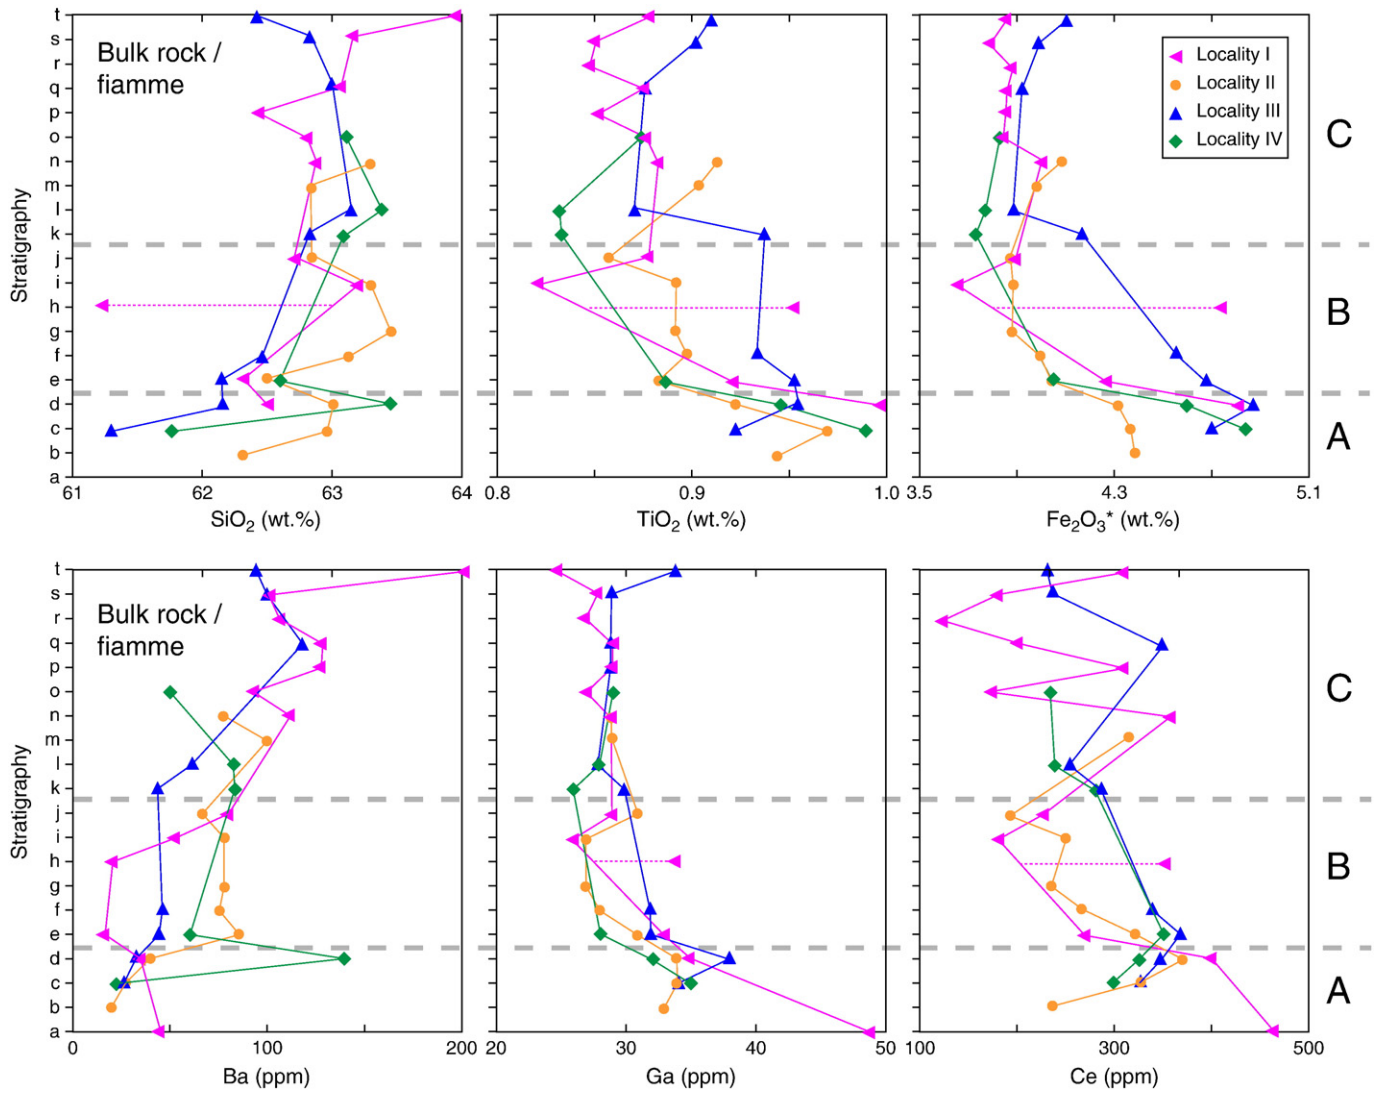 Bulk rock /
fiamme
Stratigraphy
t
s
r
q
p
o
n
m
l
k
j
i
h
g
f
e
d
c
b
a
61 62 63 64
SiO₂ (wt.%)
0.8 0.9 1.0
TiO₂ (wt.%)
Locality I
Locality II
Locality III
Locality IV
3.5 4.3 5.1
Fe₂O₃* (wt.%)
C
B
A
Bulk rock /
fiamme
Stratigraphy
t
s
r
q
p
o
n
m
l
k
j
i
h
g
f
e
d
c
b
a
0 100 200
Ba (ppm)
20 30 40 50
Ga (ppm)
100 300 500
Ce (ppm)
C
B
A